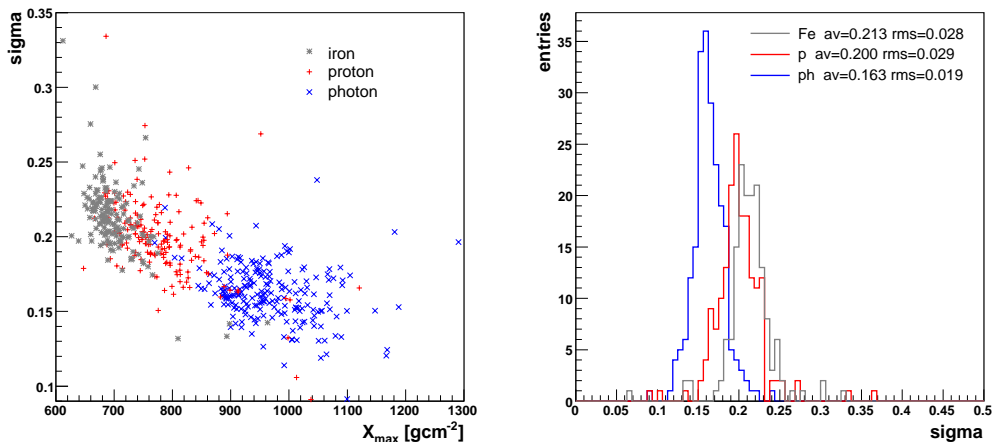 sigma
0.35
0.3
0.25
0.2
0.15
0.1
iron
proton
photon
600 700 800 900 1000 1100 1200 1300
X_max [gcm^-2]
entries
35
30
25
20
15
10
5
0
Fe av=0.213 rms=0.028
p av=0.200 rms=0.029
ph av=0.163 rms=0.019
0 0.05 0.1 0.15 0.2 0.25 0.3 0.35 0.4 0.45 0.5
sigma